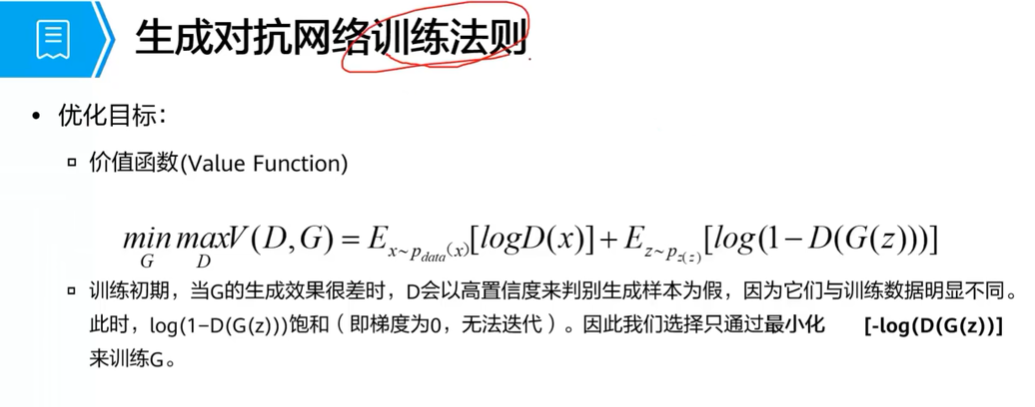 生成对抗网络训练法则
• 优化目标：
▫ 价值函数(Value Function)
min_G max_D V(D,G) = E_{x~p_{data}(x)}[logD(x)] + E_{z~p_{z(z)}}[log(1−D(G(z)))]
▫ 训练初期，当G的生成效果很差时，D会以高置信度来判别生成样本为假，因为它们与训练数据明显不同。
此时，log(1−D(G(z)))饱和（即梯度为0，无法迭代）。因此我们选择只通过最小化 [-log(D(G(z))]
来训练G。